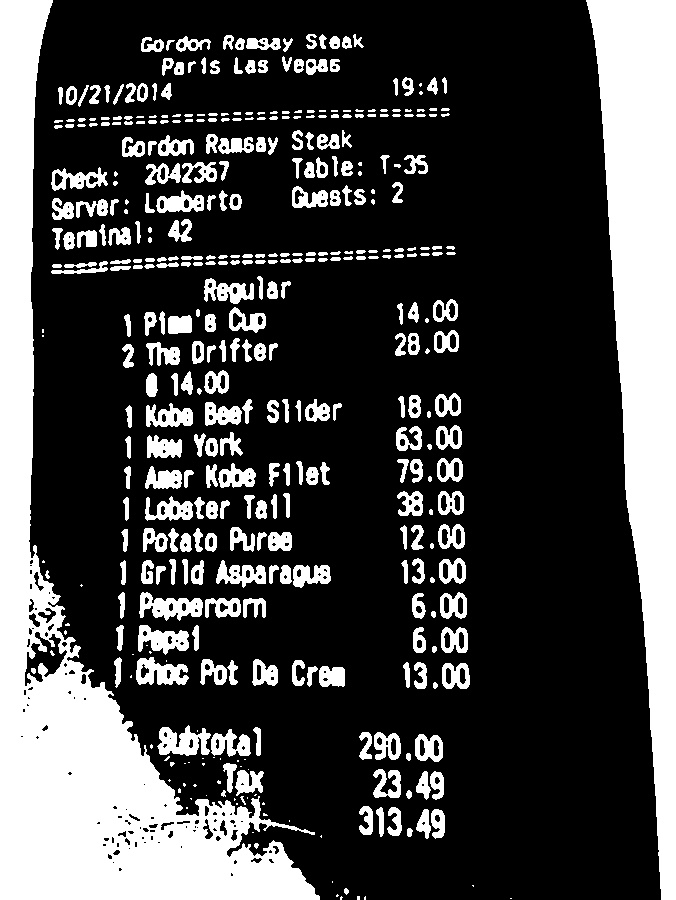 Gordon Ramsay Steak
Paris Las Vegas
10/21/2014 19:41
===================================
Gordon Ramsay Steak
Check: 2042367 Table: T-35
Server: Lomberto Guests: 2
Terminal: 42
===================================
Regular
1 Pimm's Cup 14.00
2 The Drifter 28.00
@ 14.00
1 Kobe Beef Slider 18.00
1 New York 63.00
1 Amer Kobe Filet 79.00
1 Lobster Tail 38.00
1 Potato Puree 12.00
1 Grlld Asparagus 13.00
1 Peppercorn 6.00
1 Pepsi 6.00
1 Choc Pot De Crem 13.00
Subtotal 290.00
Tax 23.49
Total 313.49